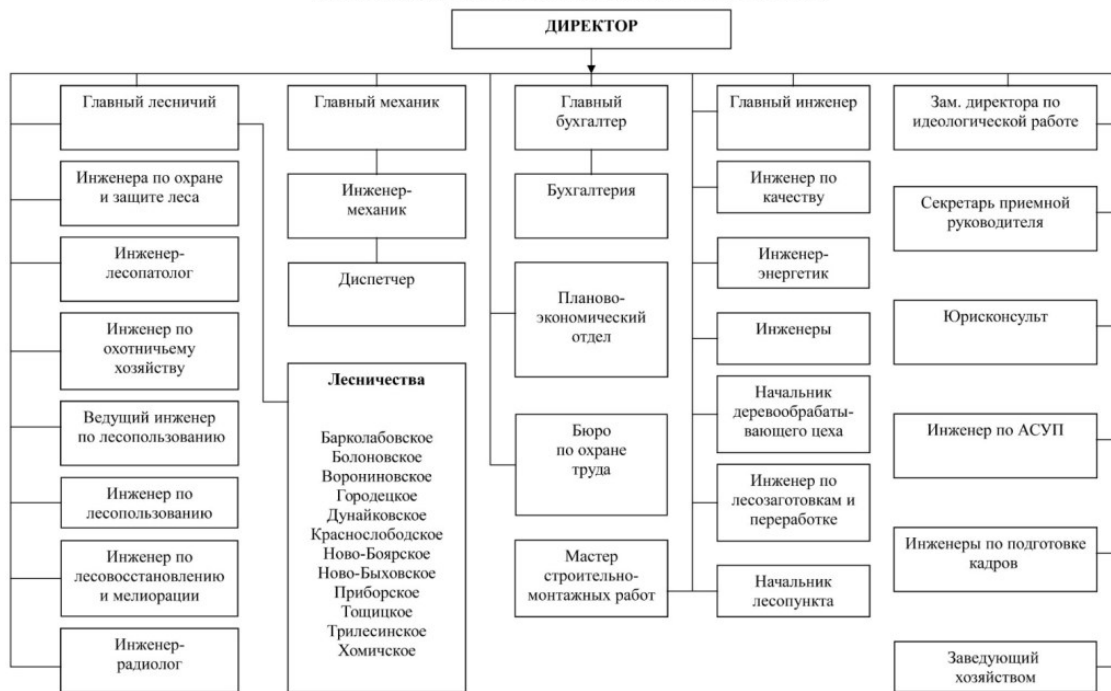 ДИРЕКТОР
Главный лесничий
Инженера по охране
и защите леса
Инженер-
лесопатолог
Инженер по
охотничьему
хозяйству
Ведущий инженер
по лесопользованию
Инженер по
лесопользованию
Инженер по
лесовосстановлению
и мелиорации
Инженер-
радиолог
Главный механик
Инженер-
механик
Диспетчер
Лесничества
Барколабовское
Болоновское
Ворониновское
Городецкое
Дунайковское
Краснослободское
Ново-Боярское
Ново-Быховское
Приборское
Тощицкое
Трилесинское
Хомичское
Главный
бухгалтер
Бухгалтерия
Планово-
экономический
отдел
Бюро
по охране
труда
Мастер
строительно-
монтажных работ
Главный инженер
Инженер по
качеству
Инженер-
энергетик
Инженеры
Начальник
деревообрабаты-
вающего цеха
Инженер по
лесозаготовкам и
переработке
Начальник
лесопункта
Зам. директора по
идеологической работе
Секретарь приемной
руководителя
Юрисконсульт
Инженер по АСУП
Инженеры по подготовке
кадров
Заведующий
хозяйством